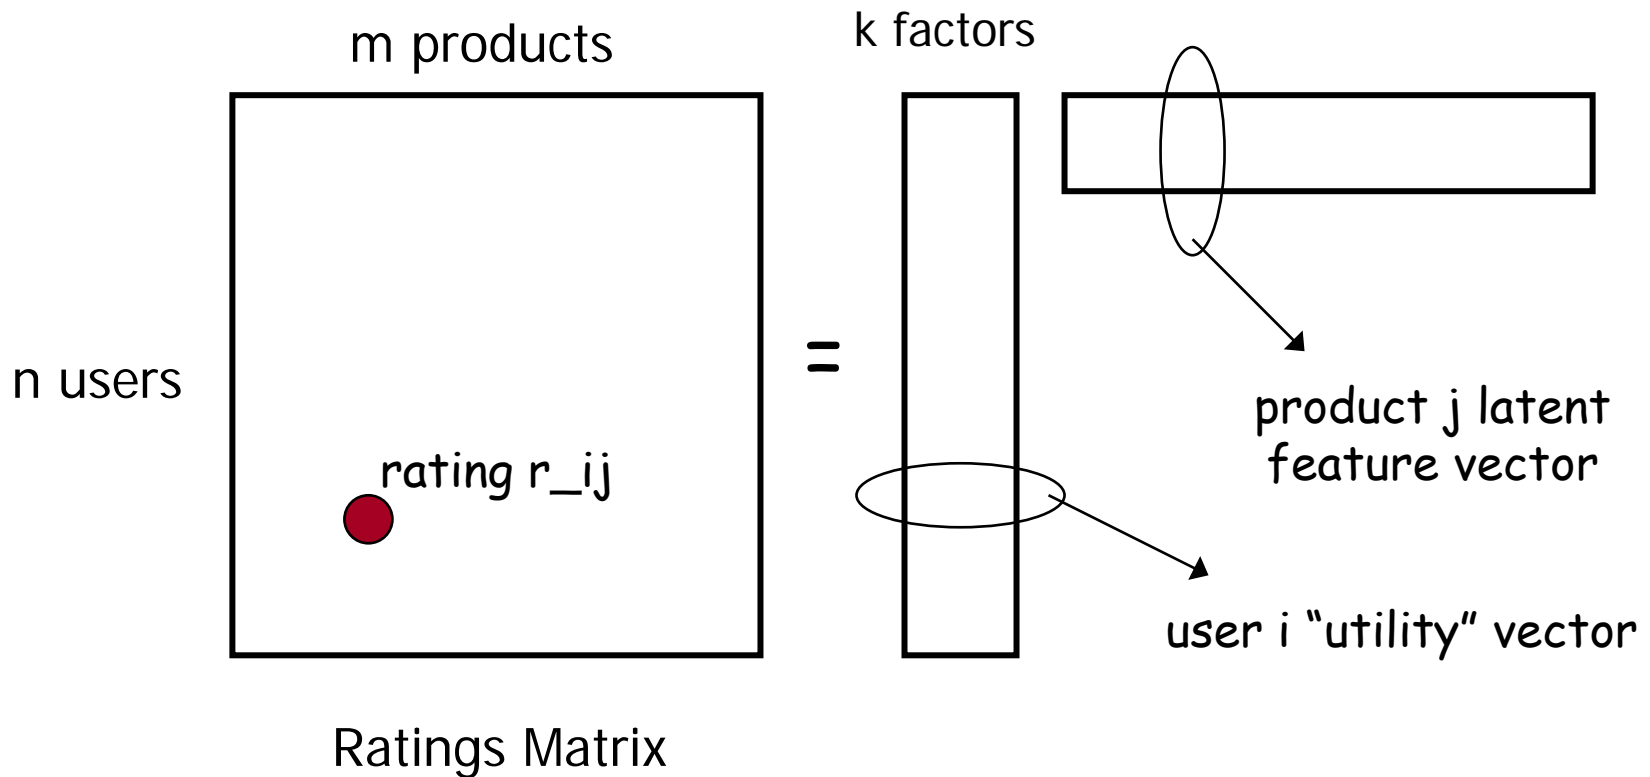 m products
k factors
n users
=
rating r_ij
product j latent
feature vector
user i “utility” vector
Ratings Matrix